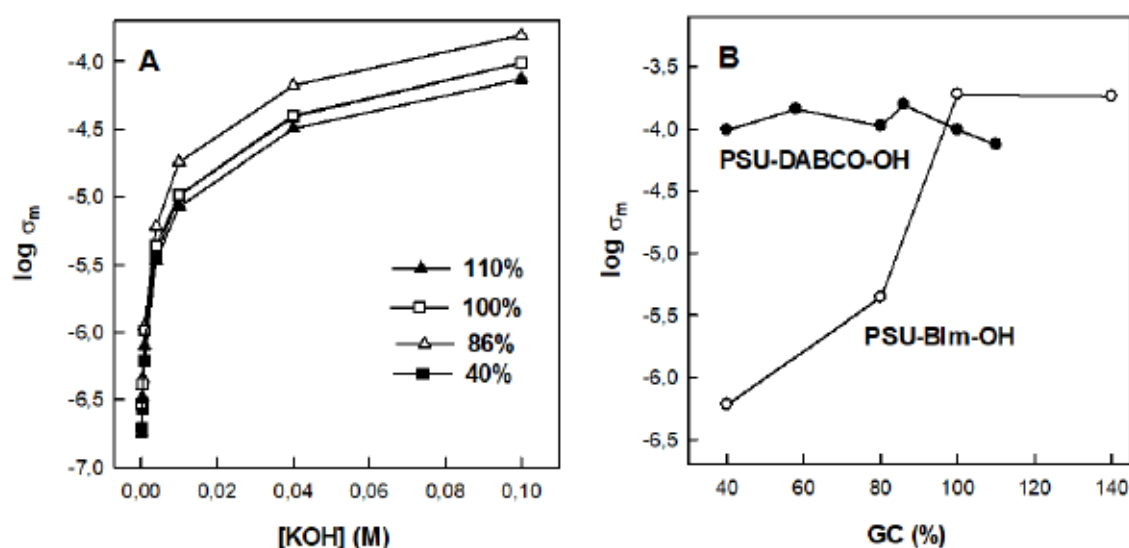 A
log σm
-4,0
-4,5
-5,0
-5,5
-6,0
-6,5
-7,0
110%
100%
86%
40%
0,00 0,02 0,04 0,06 0,08 0,10
[KOH] (M)
B
log σm
-3,5
-4,0
-4,5
-5,0
-5,5
-6,0
-6,5
PSU-DABCO-OH
PSU-BIm-OH
40 60 80 100 120 140
GC (%)